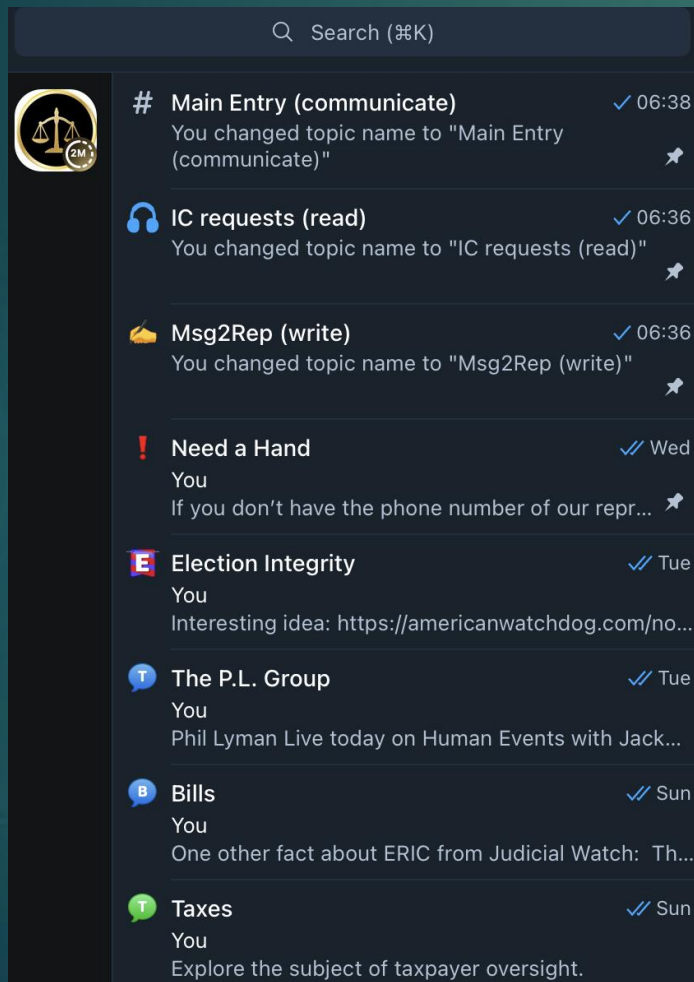 Search (⌘K)
2M
# Main Entry (communicate) 06:38
You changed topic name to "Main Entry
(communicate)"
IC requests (read) 06:36
You changed topic name to "IC requests (read)"
Msg2Rep (write) 06:36
You changed topic name to "Msg2Rep (write)"
Need a Hand Wed
You
If you don’t have the phone number of our repr...
E Election Integrity Tue
You
Interesting idea: https://americanwatchdog.com/no...
T The P.L. Group Tue
You
Phil Lyman Live today on Human Events with Jack...
B Bills Sun
You
One other fact about ERIC from Judicial Watch: Th...
T Taxes Sun
You
Explore the subject of taxpayer oversight.